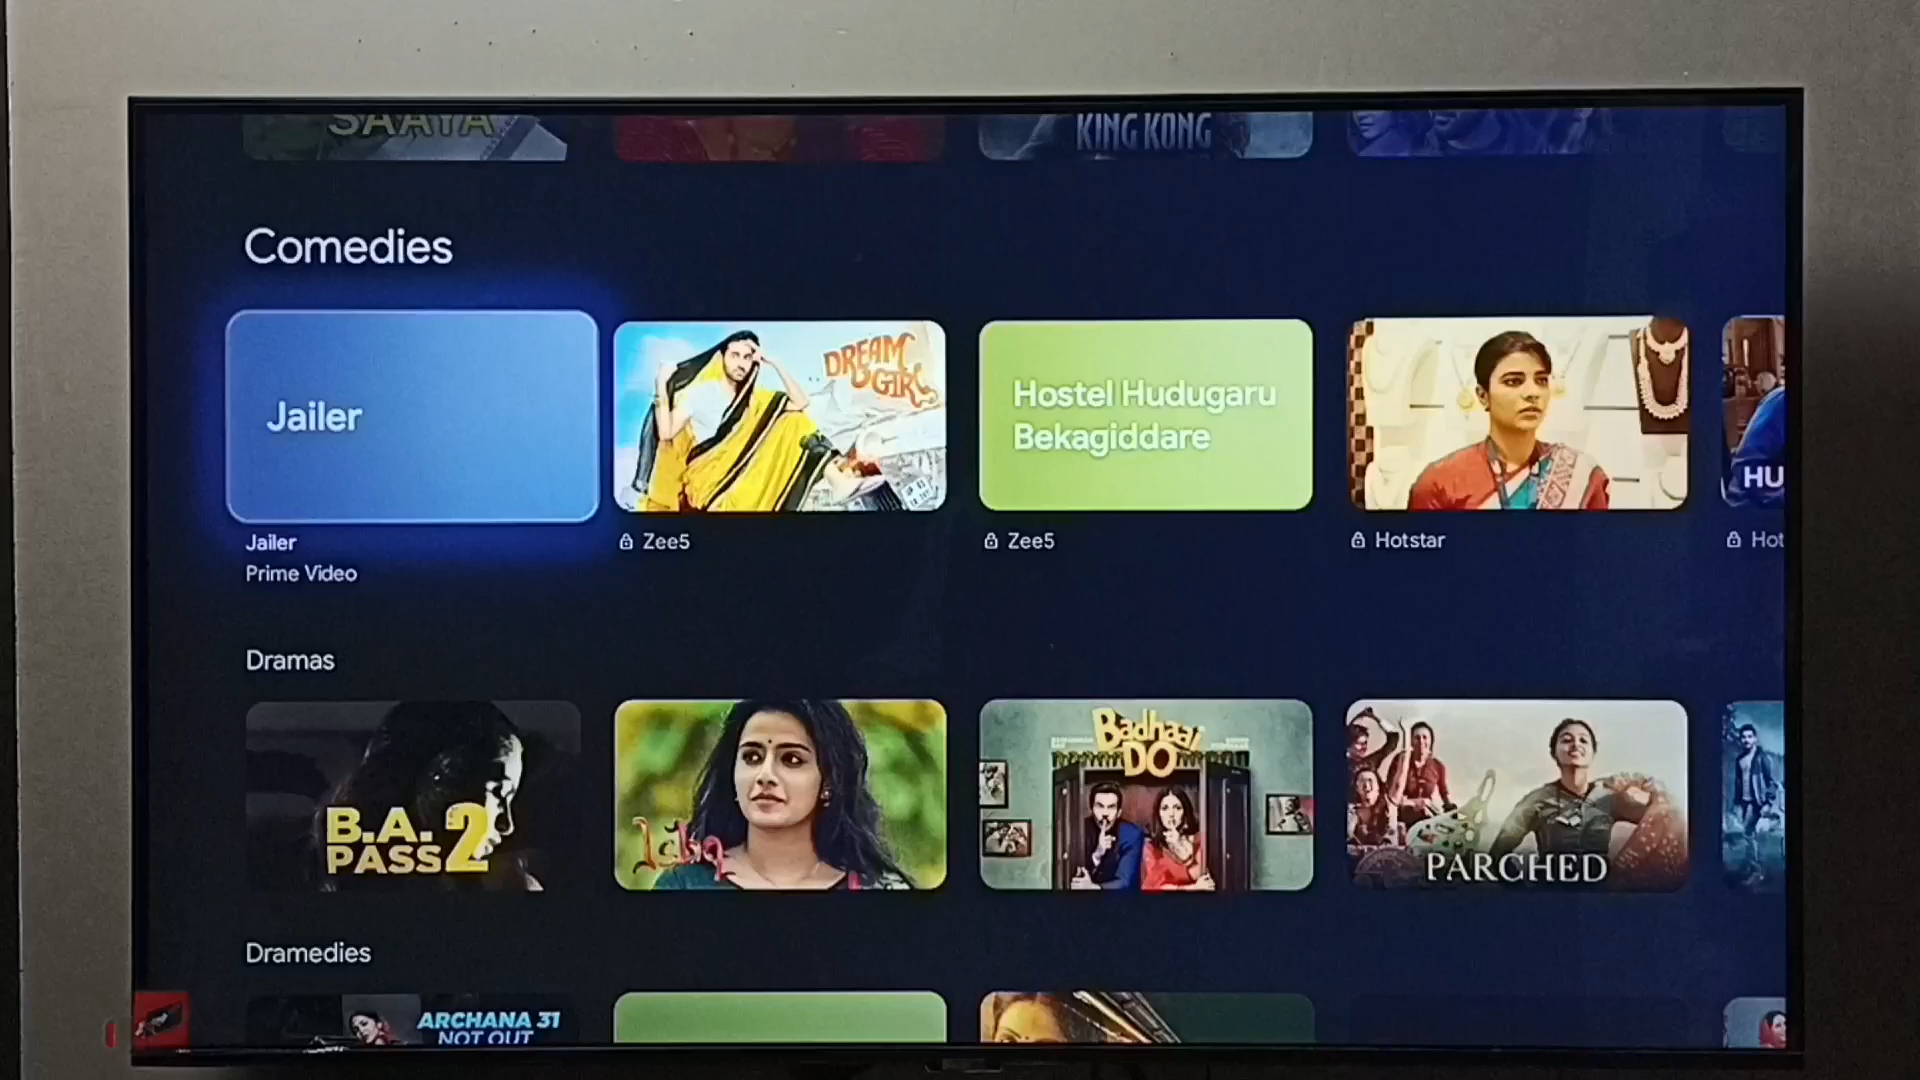 SAAYA
KING KONG
Comedies
Jailer
DREAM
GIRL
Hostel Hudugaru
Bekagiddare
HU
Jailer
Prime Video
Zee5
Zee5
Hotstar
Hot
Dramas
B.A.
PASS 2
Ishq
Badhaai
DO
PARCHED
Dramedies
ARCHANA 31
NOT OUT